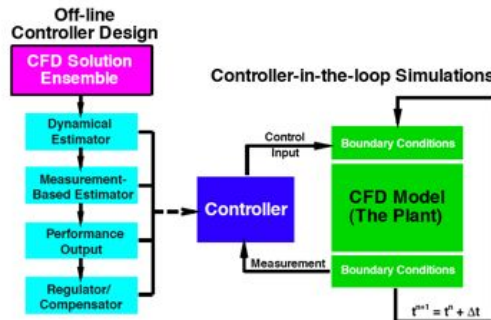 Off-line
Controller Design
CFD Solution
Ensemble
Dynamical
Estimator
Measurement-
Based Estimator
Performance
Output
Regulator/
Compensator
Controller-in-the-loop Simulations
Control
Input
Controller
Measurement
Boundary Conditions
CFD Model
(The Plant)
Boundary Conditions
tⁿ⁺¹ = tⁿ + Δt